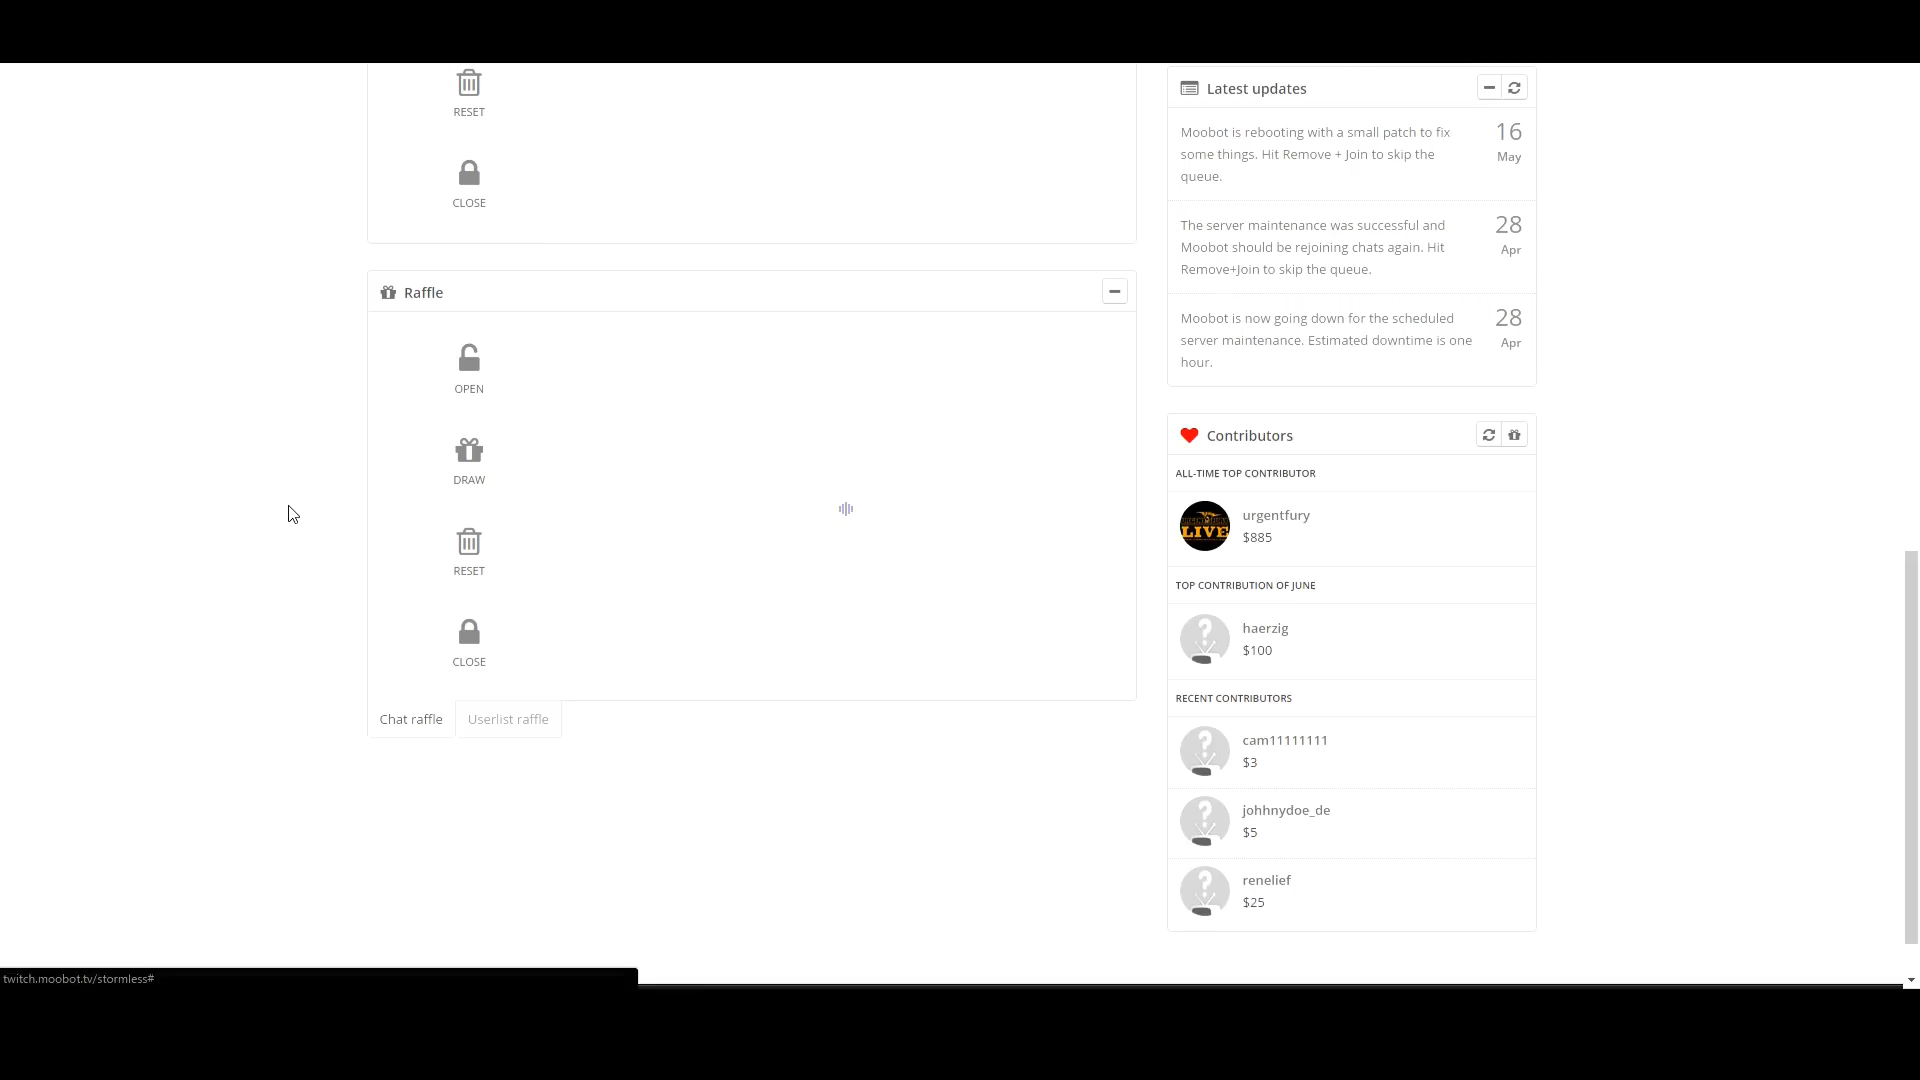 RESET
CLOSE
Raffle
OPEN
DRAW
RESET
CLOSE
Chat raffle
Userlist raffle
Latest updates
Moobot is rebooting with a small patch to fix
some things. Hit Remove + Join to skip the
queue.
16
May
The server maintenance was successful and
Moobot should be rejoining chats again. Hit
Remove+Join to skip the queue.
28
Apr
Moobot is now going down for the scheduled
server maintenance. Estimated downtime is one
hour.
28
Apr
Contributors
ALL-TIME TOP CONTRIBUTOR
LIVE
urgentfury
$885
TOP CONTRIBUTION OF JUNE
haerzig
$100
RECENT CONTRIBUTORS
cam11111111
$3
johhnydoe_de
$5
renelief
$25
twitch.moobot.tv/stormless#